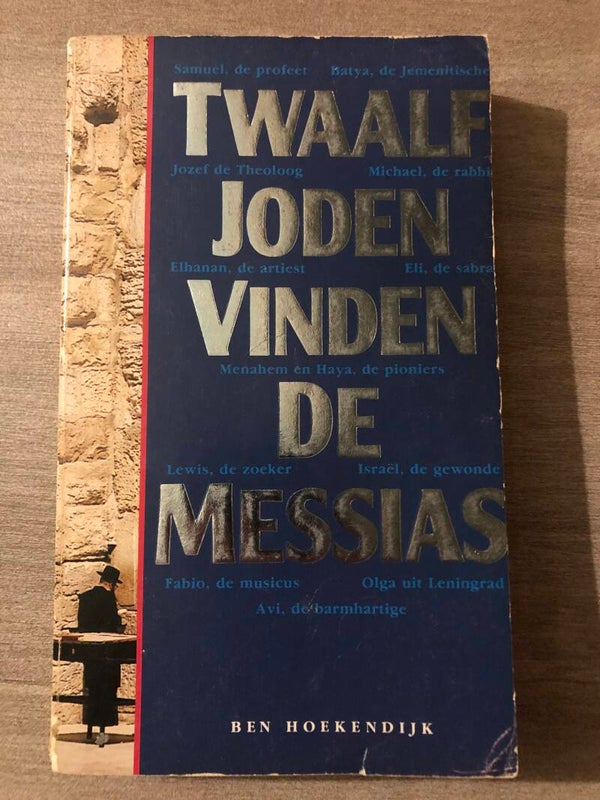 Samuel, de profeet Batya, de Jemenitische
TWAALF
Jozef de Theoloog Michael, de rabbi
JODEN
Elhanan, de artiest Eli, de sabra
VINDEN
Menahem en Haya, de pioniers
DE
Lewis, de zoeker Israël, de gewonde
MESSIAS
Fabio, de musicus Olga uit Leningrad
Avi, de barmhartige
BEN HOEKENDIJK